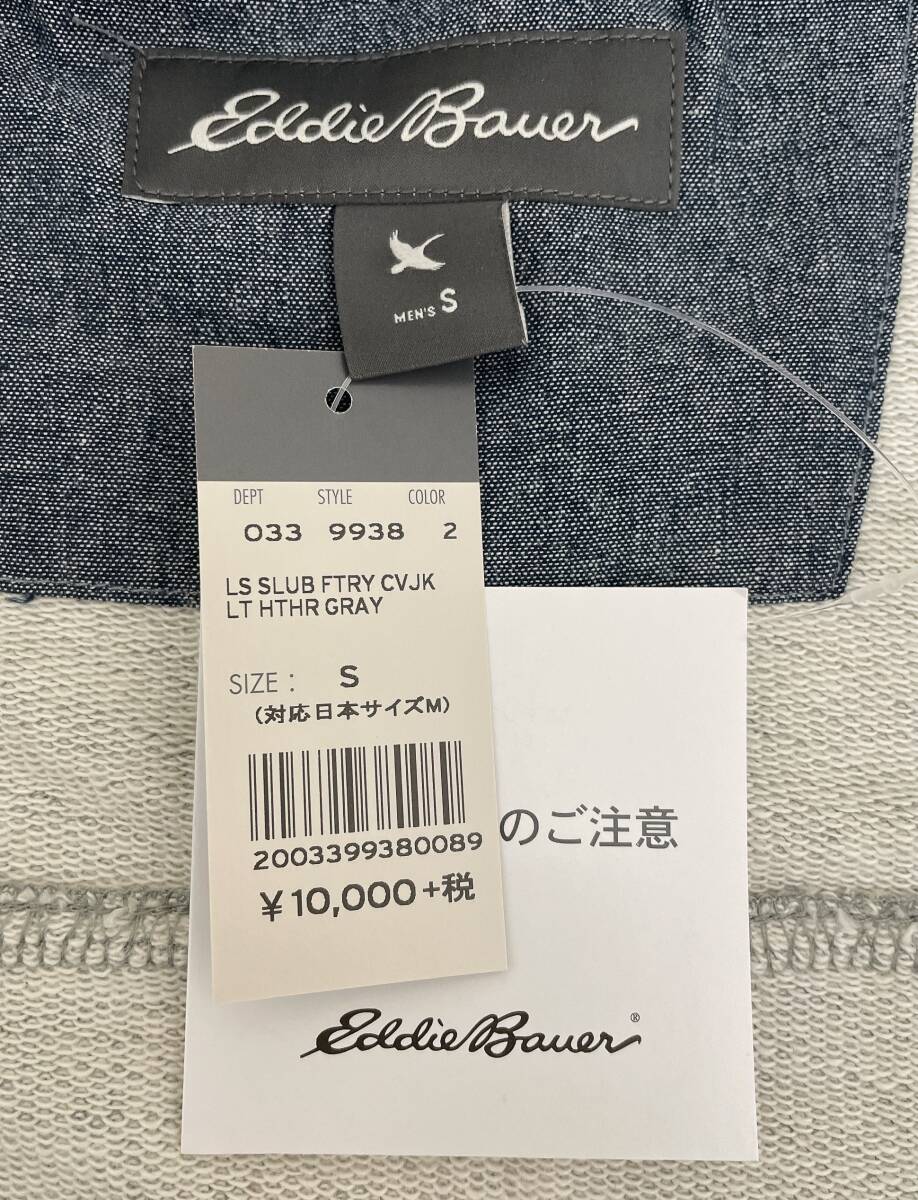 Eddie Bauer
MEN'S S
DEPT STYLE COLOR
033 9938 2
LS SLUB FTRY CVJK
LT HTHR GRAY
SIZE : S
(対応日本サイズM)
2003399380089
¥10,000+税
のご注意
Eddie Bauer®